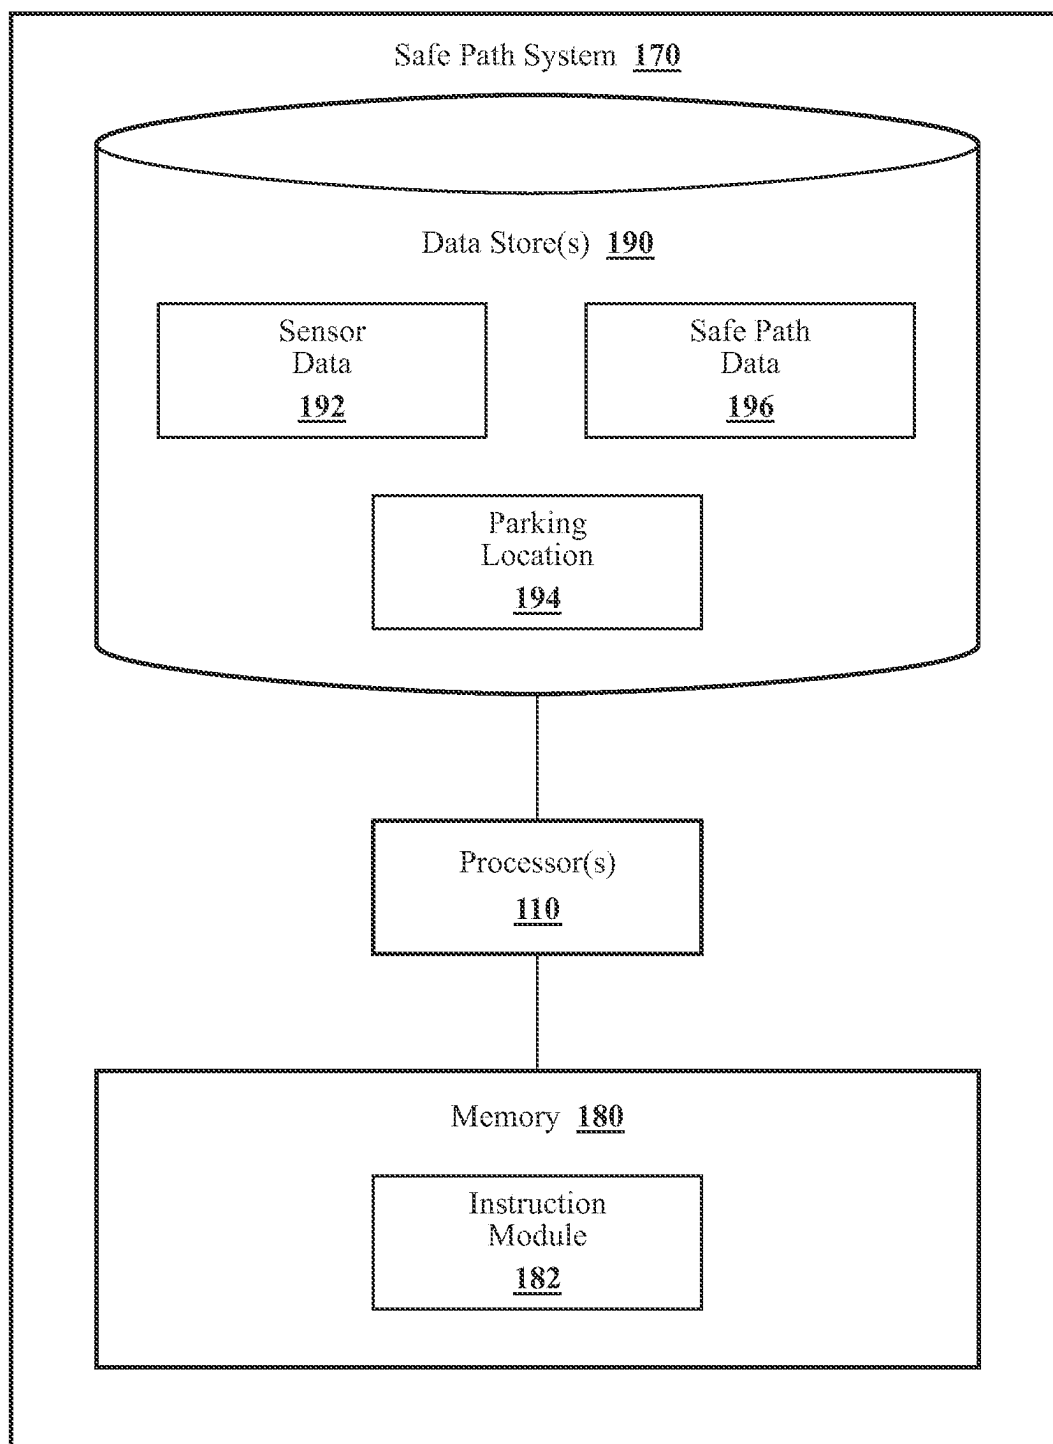 Safe Path System 170
Data Store(s) 190
Sensor
Data
192
Safe Path
Data
196
Parking
Location
194
Processor(s)
110
Memory 180
Instruction
Module
182